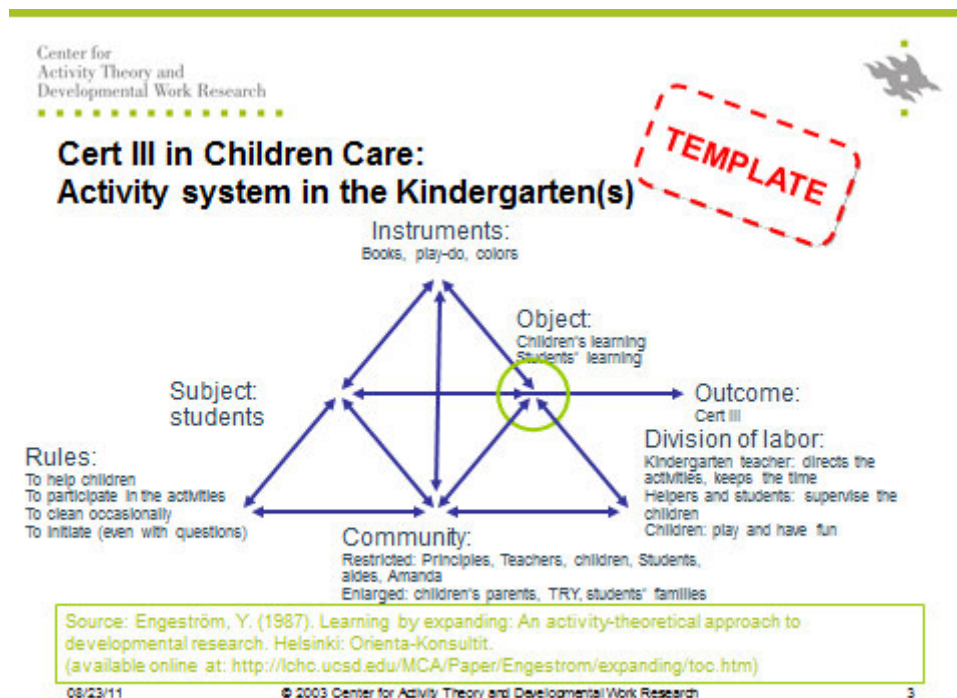 Center for
Activity Theory and
Developmental Work Research
Cert III in Children Care:
Activity system in the Kindergarten(s)
TEMPLATE
Instruments:
Books, play-do, colors
Object:
Children's learning
Students' learning
Subject:
students
Outcome:
Cert III
Rules:
To help children
To participate in the activities
To clean occasionally
To initiate (even with questions)
Division of labor:
Kindergarten teacher: directs the
activities, keeps the time
Helpers and students: supervise the
children
Children: play and have fun
Community:
Restricted: Principles, Teachers, children, Students,
aides, Amanda
Enlarged: children's parents, TRY, students' families
Source: Engeström, Y. (1987). Learning by expanding: An activity-theoretical approach to
developmental research. Helsinki: Orienta-Konsultit.
(available online at: http://lchc.ucsd.edu/MCA/Paper/Engestrom/expanding/toc.htm)
08/23/11 © 2003 Center for Activity Theory and Developmental Work Research 3